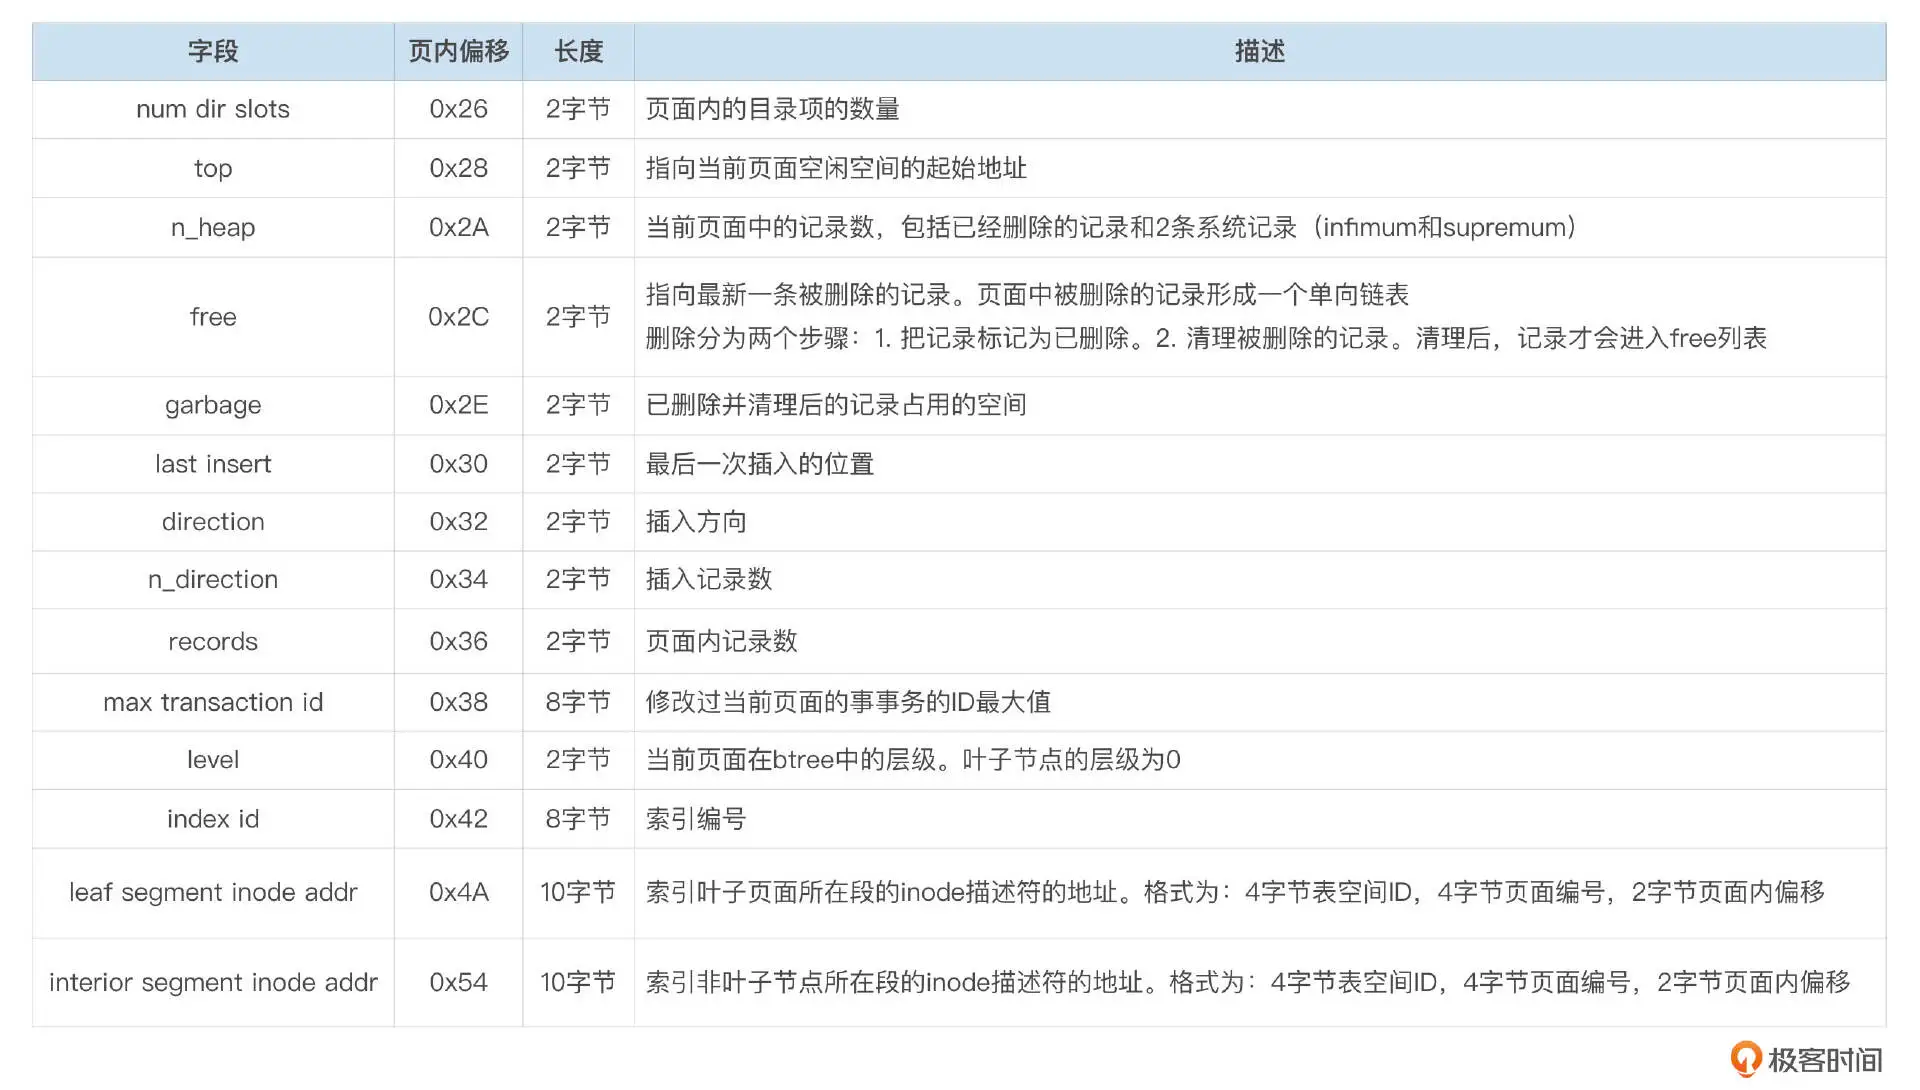 字段 页内偏移 长度 描述
num dir slots 0x26 2字节 页面内的目录项的数量
top 0x28 2字节 指向当前页面空闲空间的起始地址
n_heap 0x2A 2字节 当前页面中的记录数，包括已经删除的记录和2条系统记录（infimum和supremum）
free 0x2C 2字节 指向最新一条被删除的记录。页面中被删除的记录形成一个单向链表
删除分为两个步骤：1. 把记录标记为已删除。2. 清理被删除的记录。清理后，记录才会进入free列表
garbage 0x2E 2字节 已删除并清理后的记录占用的空间
last insert 0x30 2字节 最后一次插入的位置
direction 0x32 2字节 插入方向
n_direction 0x34 2字节 插入记录数
records 0x36 2字节 页面内记录数
max transaction id 0x38 8字节 修改过当前页面的事事务的ID最大值
level 0x40 2字节 当前页面在btree中的层级。叶子节点的层级为0
index id 0x42 8字节 索引编号
leaf segment inode addr 0x4A 10字节 索引叶子页面所在段的inode描述符的地址。格式为：4字节表空间ID，4字节页面编号，2字节页面内偏移
interior segment inode addr 0x54 10字节 索引非叶子节点所在段的inode描述符的地址。格式为：4字节表空间ID，4字节页面编号，2字节页面内偏移
极客时间